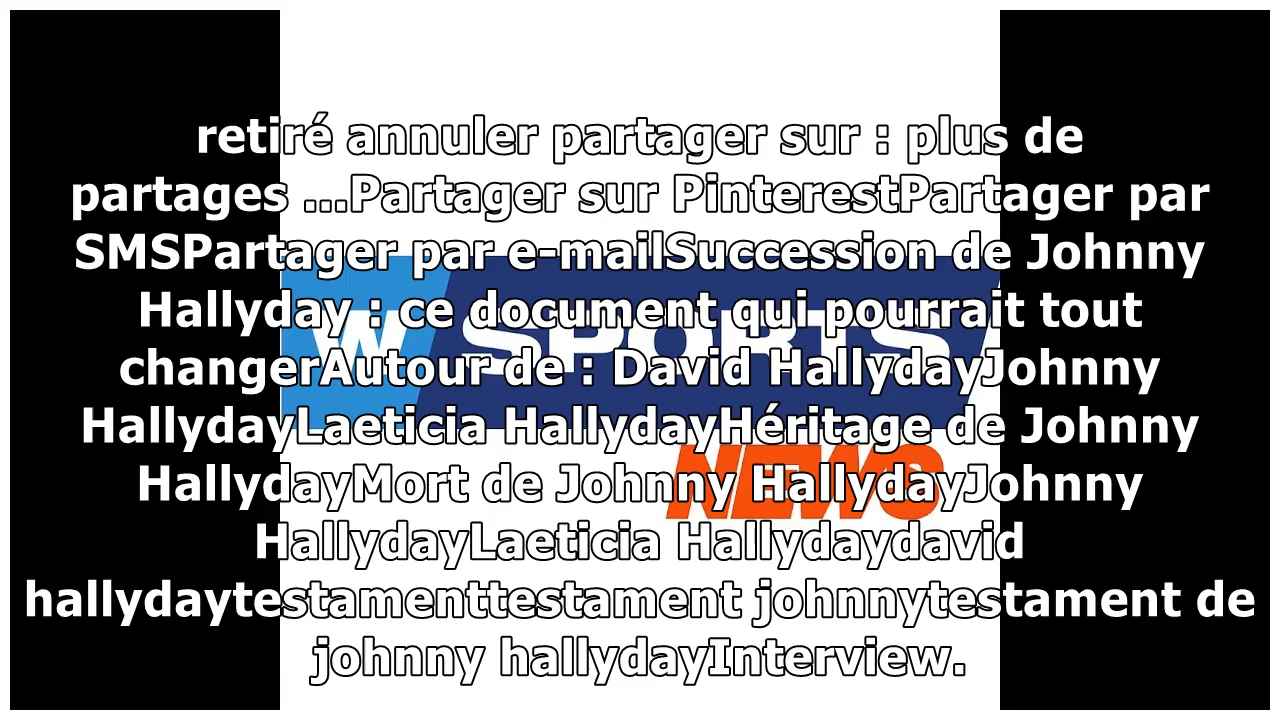 retiré annuler partager sur : plus de
partages ...Partager sur PinterestPartager par
SMSPartager par e-mailSuccession de Johnny
Hallyday : ce document qui pourrait tout
changerAutour de : David HallydayJohnny
HallydayLaeticia HallydayHéritage de Johnny
HallydayMort de Johnny HallydayJohnny
HallydayLaeticia Hallydaydavid
hallydaytestamenttestament johnnytestament de
johnny hallydayInterview.
W SPORTS
NEWS